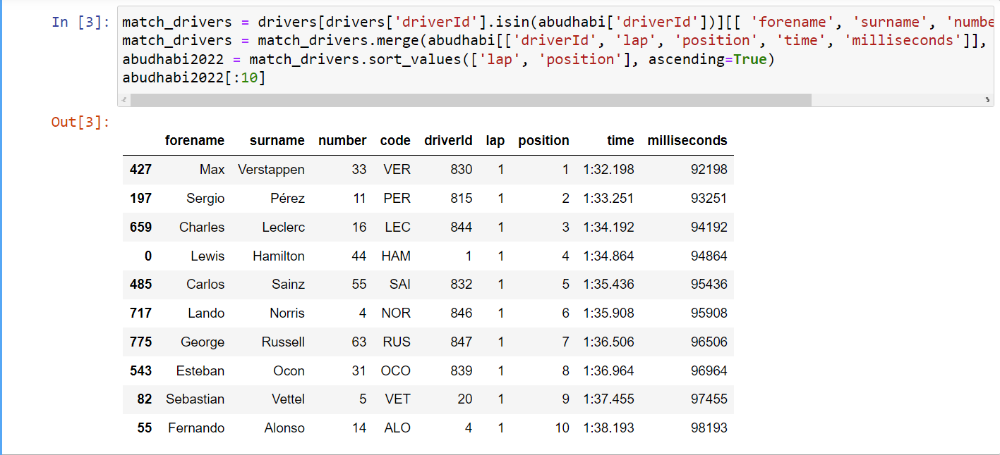 In [3]: match_drivers = drivers[drivers['driverId'].isin(abudhabi['driverId'])][[ 'forename', 'surname', 'numbe
match_drivers = match_drivers.merge(abudhabi[['driverId', 'lap', 'position', 'time', 'milliseconds']],
abudhabi2022 = match_drivers.sort_values(['lap', 'position'], ascending=True)
abudhabi2022[:10]
Out[3]:
forename surname number code driverId lap position time milliseconds
427 Max Verstappen 33 VER 830 1 1 1:32.198 92198
197 Sergio Pérez 11 PER 815 1 2 1:33.251 93251
659 Charles Leclerc 16 LEC 844 1 3 1:34.192 94192
0 Lewis Hamilton 44 HAM 1 1 4 1:34.864 94864
485 Carlos Sainz 55 SAI 832 1 5 1:35.436 95436
717 Lando Norris 4 NOR 846 1 6 1:35.908 95908
775 George Russell 63 RUS 847 1 7 1:36.506 96506
543 Esteban Ocon 31 OCO 839 1 8 1:36.964 96964
82 Sebastian Vettel 5 VET 20 1 9 1:37.455 97455
55 Fernando Alonso 14 ALO 4 1 10 1:38.193 98193